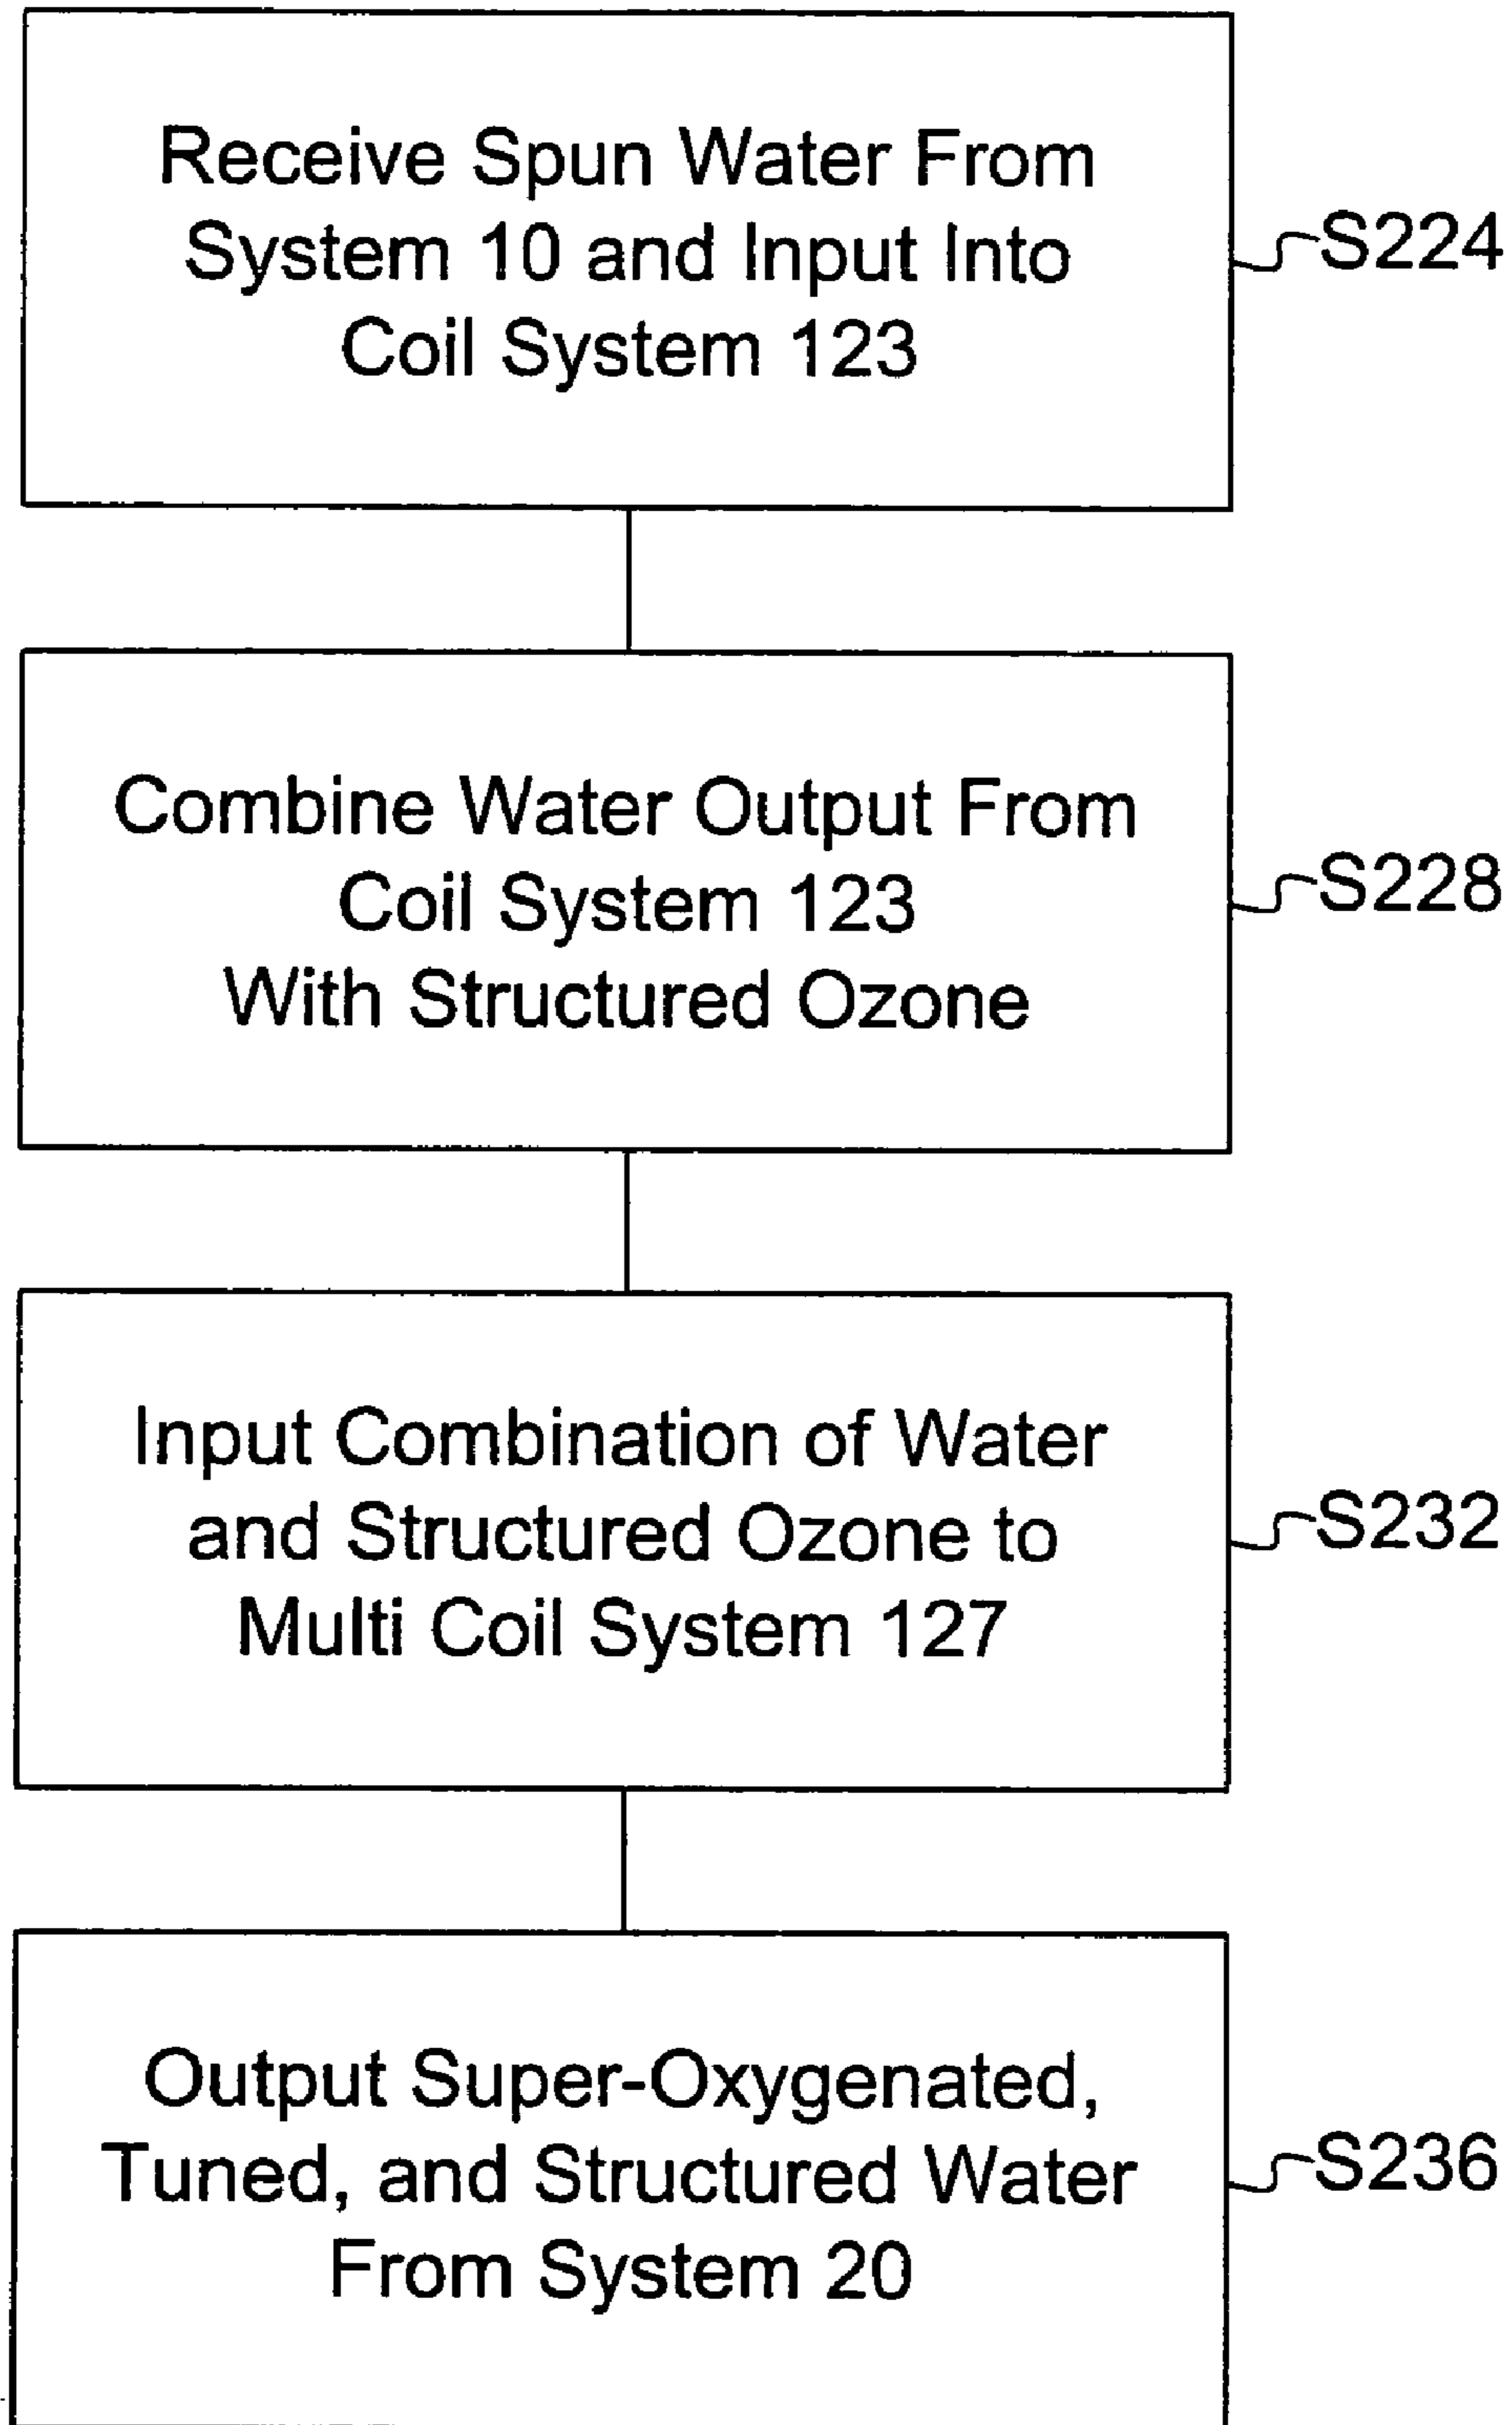 Receive Spun Water From
System 10 and Input Into
Coil System 123
S224
Combine Water Output From
Coil System 123
With Structured Ozone
S228
Input Combination of Water
and Structured Ozone to
Multi Coil System 127
S232
Output Super-Oxygenated,
Tuned, and Structured Water
From System 20
S236